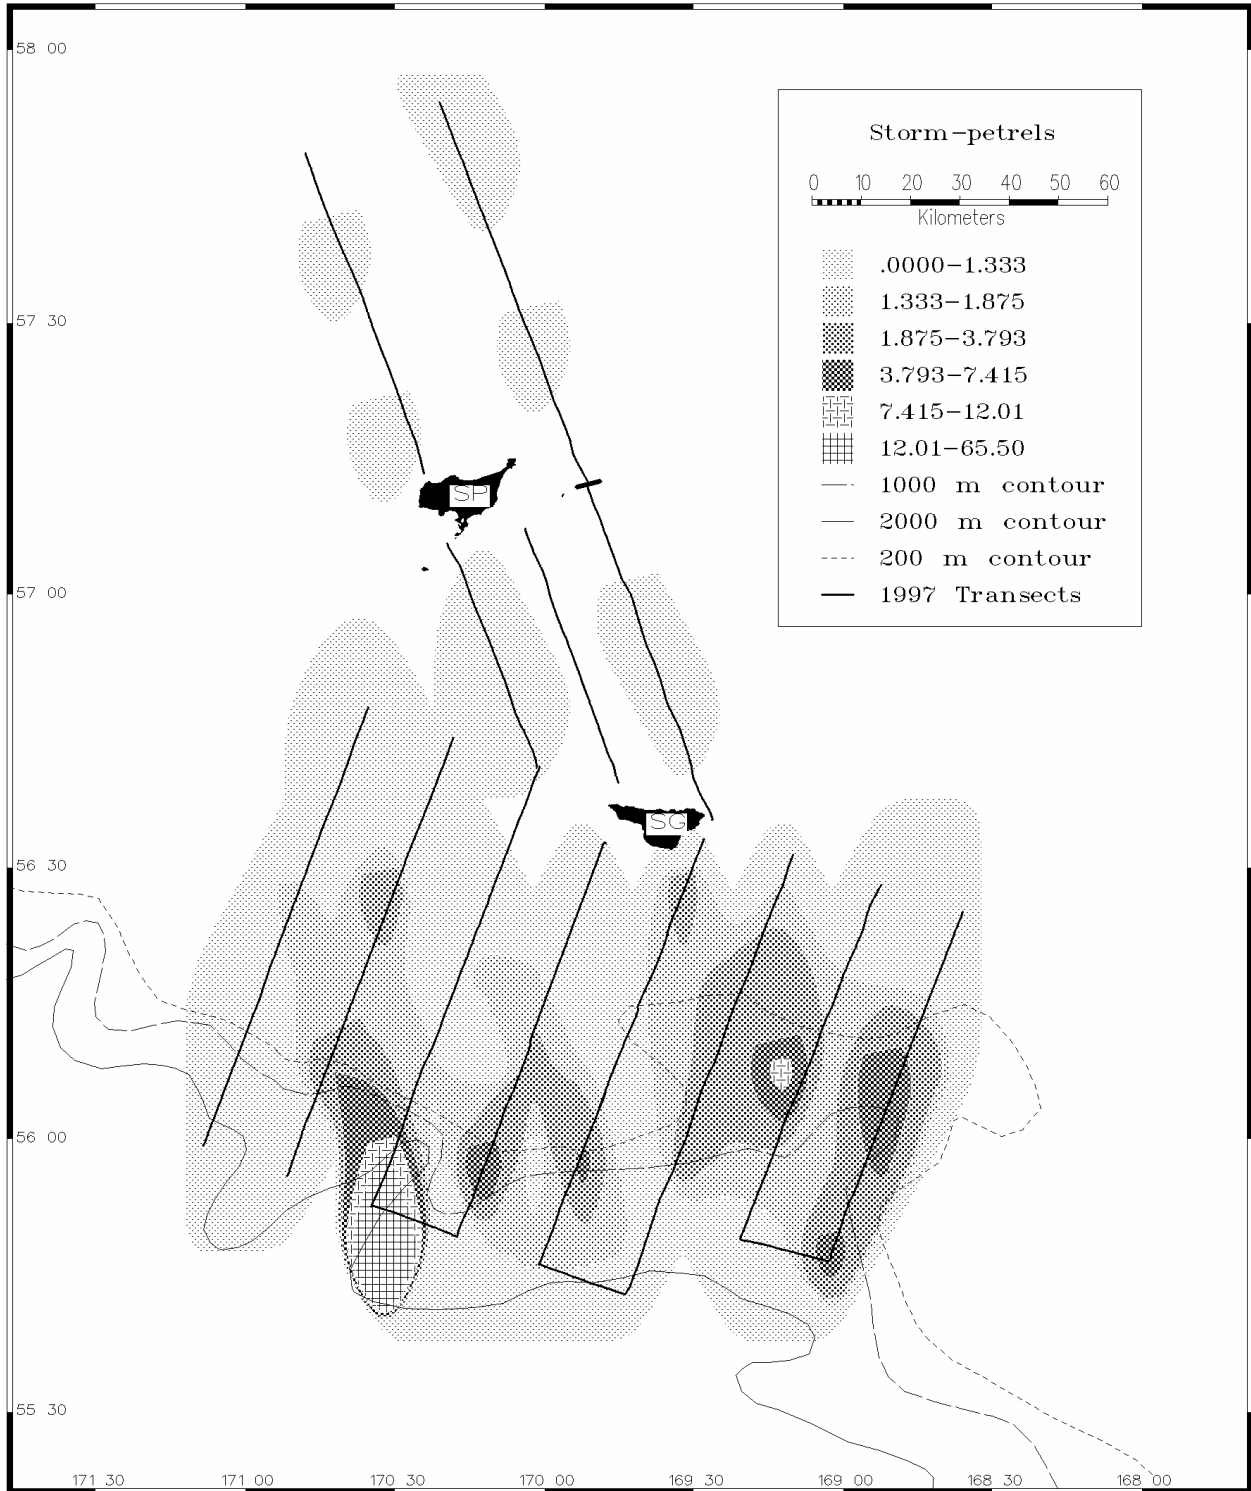 58 00
Storm-petrels
0 10 20 30 40 50 60
Kilometers
.0000-1.333
1.333-1.875
57 30
1.875-3.793
3.793-7.415
7.415-12.01
12.01-65.50
1000 m contour
SP
2000 m contour
200 m contour
57 00
1997 Transects
SG
56 30
56 00
55 30
171 30 171 00 170 30 170 00 169 30 169 00 168 30 168 00